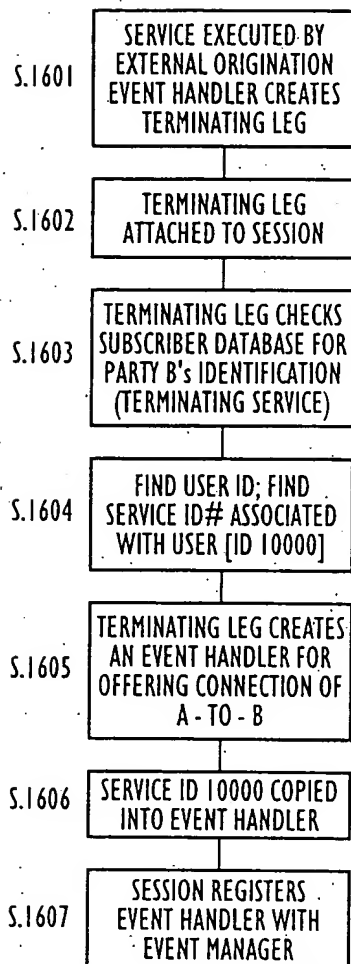 S.1601
SERVICE EXECUTED BY
EXTERNAL ORIGINATION
EVENT HANDLER CREATES
TERMINATING LEG
S.1602
TERMINATING LEG
ATTACHED TO SESSION
S.1603
TERMINATING LEG CHECKS
SUBSCRIBER DATABASE FOR
PARTY B's IDENTIFICATION
(TERMINATING SERVICE)
S.1604
FIND USER ID; FIND
SERVICE ID# ASSOCIATED
WITH USER [ID 10000]
S.1605
TERMINATING LEG CREATES
AN EVENT HANDLER FOR
OFFERING CONNECTION OF
A - TO - B
S.1606
SERVICE ID 10000 COPIED
INTO EVENT HANDLER
S.1607
SESSION REGISTERS
EVENT HANDLER WITH
EVENT MANAGER